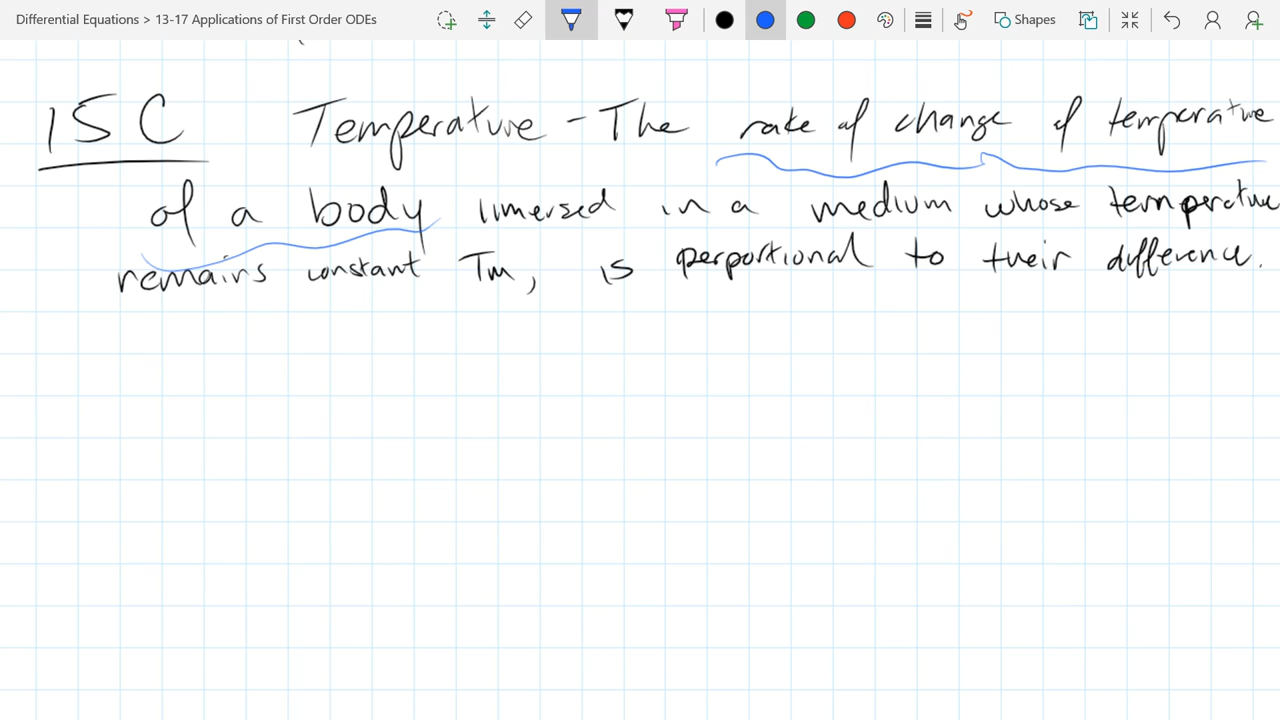 Differential Equations > 13-17 Applications of First Order ODEs
Shapes
15C Temperature - The rate of change of temperature
of a body immersed in a medium whose temperature
remains constant Tm, is perportional to their difference.